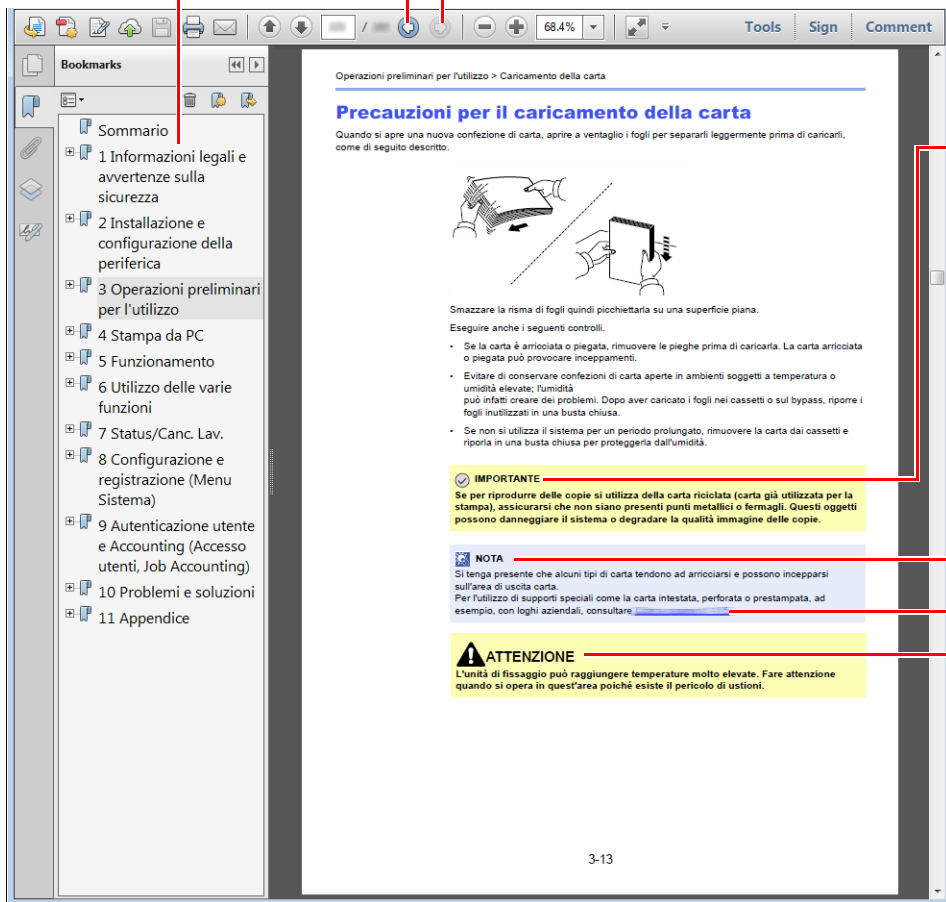 /
68.4%
Tools
Sign
Comment
Bookmarks
Sommario
1 Informazioni legali e
avvertenze sulla
sicurezza
2 Installazione e
configurazione della
periferica
3 Operazioni preliminari
per l'utilizzo
4 Stampa da PC
5 Funzionamento
6 Utilizzo delle varie
funzioni
7 Status/Canc. Lav.
8 Configurazione e
registrazione (Menu
Sistema)
9 Autenticazione utente
e Accounting (Accesso
utenti, Job Accounting)
10 Problemi e soluzioni
11 Appendice
Operazioni preliminari per l'utilizzo > Caricamento della carta
Precauzioni per il caricamento della carta
Quando si apre una nuova confezione di carta, aprire a ventaglio i fogli per separarli leggermente prima di caricarli,
come di seguito descritto.
Smazzare la risma di fogli quindi picchiettarla su una superficie piana.
Eseguire anche i seguenti controlli.
• Se la carta è arricciata o piegata, rimuovere le pieghe prima di caricarla. La carta arricciata
o piegata può provocare inceppamenti.
• Evitare di conservare confezioni di carta aperte in ambienti soggetti a temperatura o
umidità elevate; l'umidità
può infatti creare dei problemi. Dopo aver caricato i fogli nei cassetti o sul bypass, riporre i
fogli inutilizzati in una busta chiusa.
• Se non si utilizza il sistema per un periodo prolungato, rimuovere la carta dai cassetti e
riporla in una busta chiusa per proteggerla dall'umidità.
IMPORTANTE
Se per riprodurre delle copie si utilizza della carta riciclata (carta già utilizzata per la
stampa), assicurarsi che non siano presenti punti metallici o fermagli. Questi oggetti
possono danneggiare il sistema o degradare la qualità immagine delle copie.
NOTA
Si tenga presente che alcuni tipi di carta tendono ad arricciarsi e possono incepparsi
sull'area di uscita carta.
Per l'utilizzo di supporti speciali come la carta intestata, perforata o prestampata, ad
esempio, con loghi aziendali, consultare
ATTENZIONE
L'unità di fissaggio può raggiungere temperature molto elevate. Fare attenzione
quando si opera in quest'area poiché esiste il pericolo di ustioni.
3-13